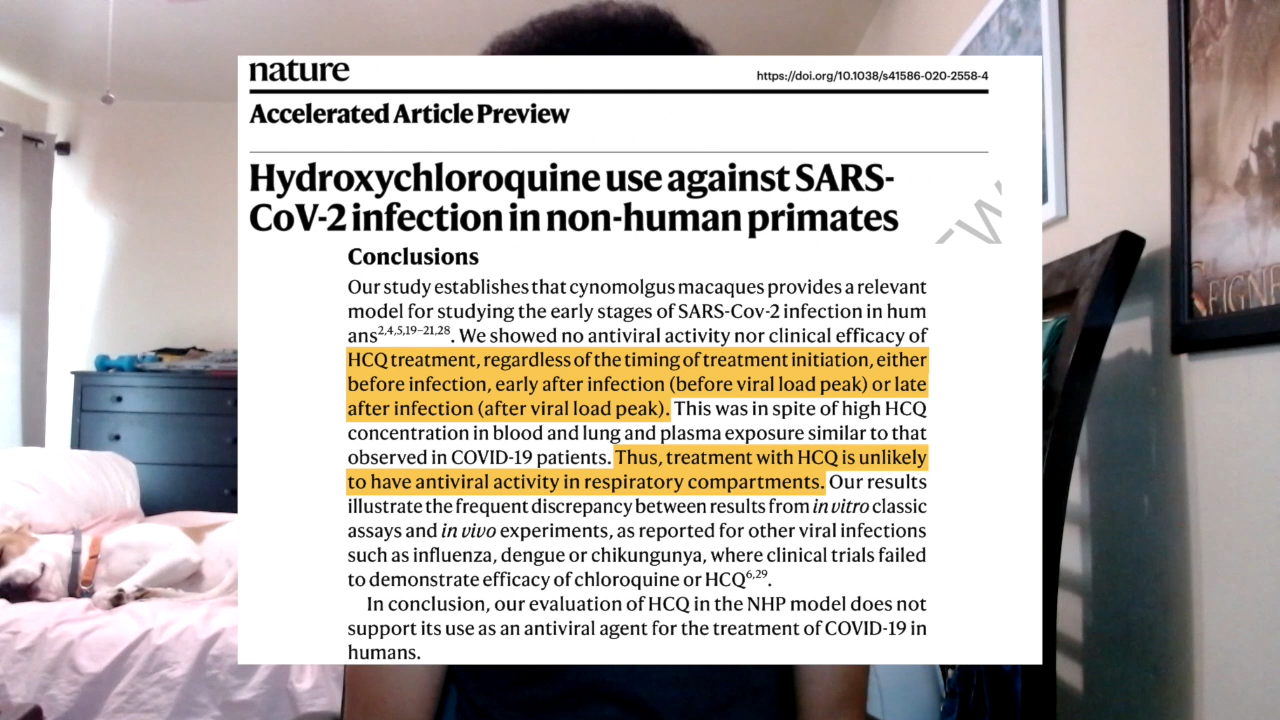 nature
https://doi.org/10.1038/s41586-020-2558-4
Accelerated Article Preview
Hydroxychloroquine use against SARS-
CoV-2 infection in non-human primates
Conclusions
Our study establishes that cynomolgus macaques provides a relevant
model for studying the early stages of SARS-Cov-2 infection in hum
ans2,4,5,19–21,28. We showed no antiviral activity nor clinical efficacy of
HCQ treatment, regardless of the timing of treatment initiation, either
before infection, early after infection (before viral load peak) or late
after infection (after viral load peak). This was in spite of high HCQ
concentration in blood and lung and plasma exposure similar to that
observed in COVID-19 patients. Thus, treatment with HCQ is unlikely
to have antiviral activity in respiratory compartments. Our results
illustrate the frequent discrepancy between results from in vitro classic
assays and in vivo experiments, as reported for other viral infections
such as influenza, dengue or chikungunya, where clinical trials failed
to demonstrate efficacy of chloroquine or HCQ6,29.
In conclusion, our evaluation of HCQ in the NHP model does not
support its use as an antiviral agent for the treatment of COVID-19 in
humans.